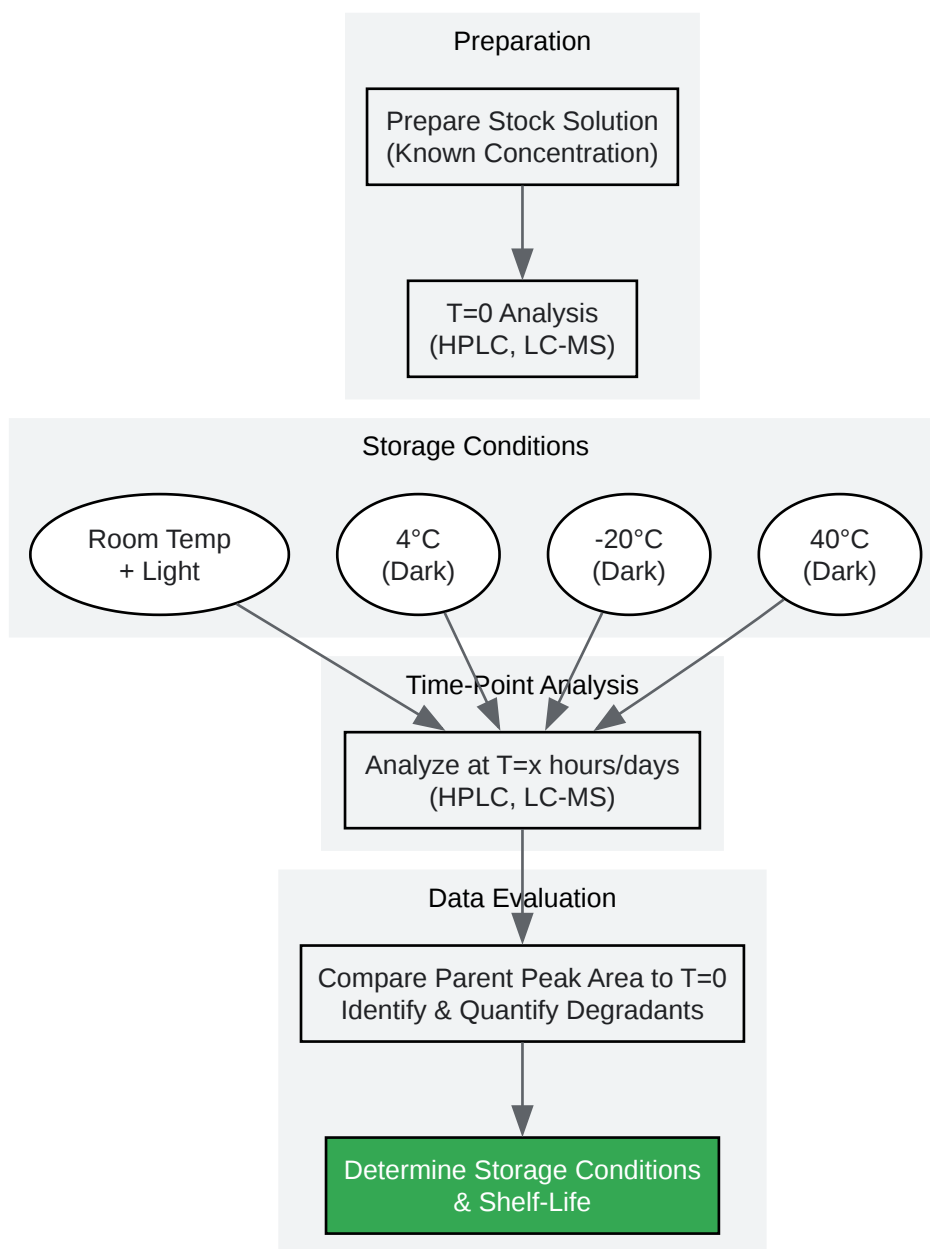 Preparation
Prepare Stock Solution
(Known Concentration)
T=0 Analysis
(HPLC, LC-MS)
Storage Conditions
Room Temp
+ Light
4°C
(Dark)
-20°C
(Dark)
40°C
(Dark)
Time-Point Analysis
Analyze at T=x hours/days
(HPLC, LC-MS)
Data Evaluation
Compare Parent Peak Area to T=0
Identify & Quantify Degradants
Determine Storage Conditions
& Shelf-Life